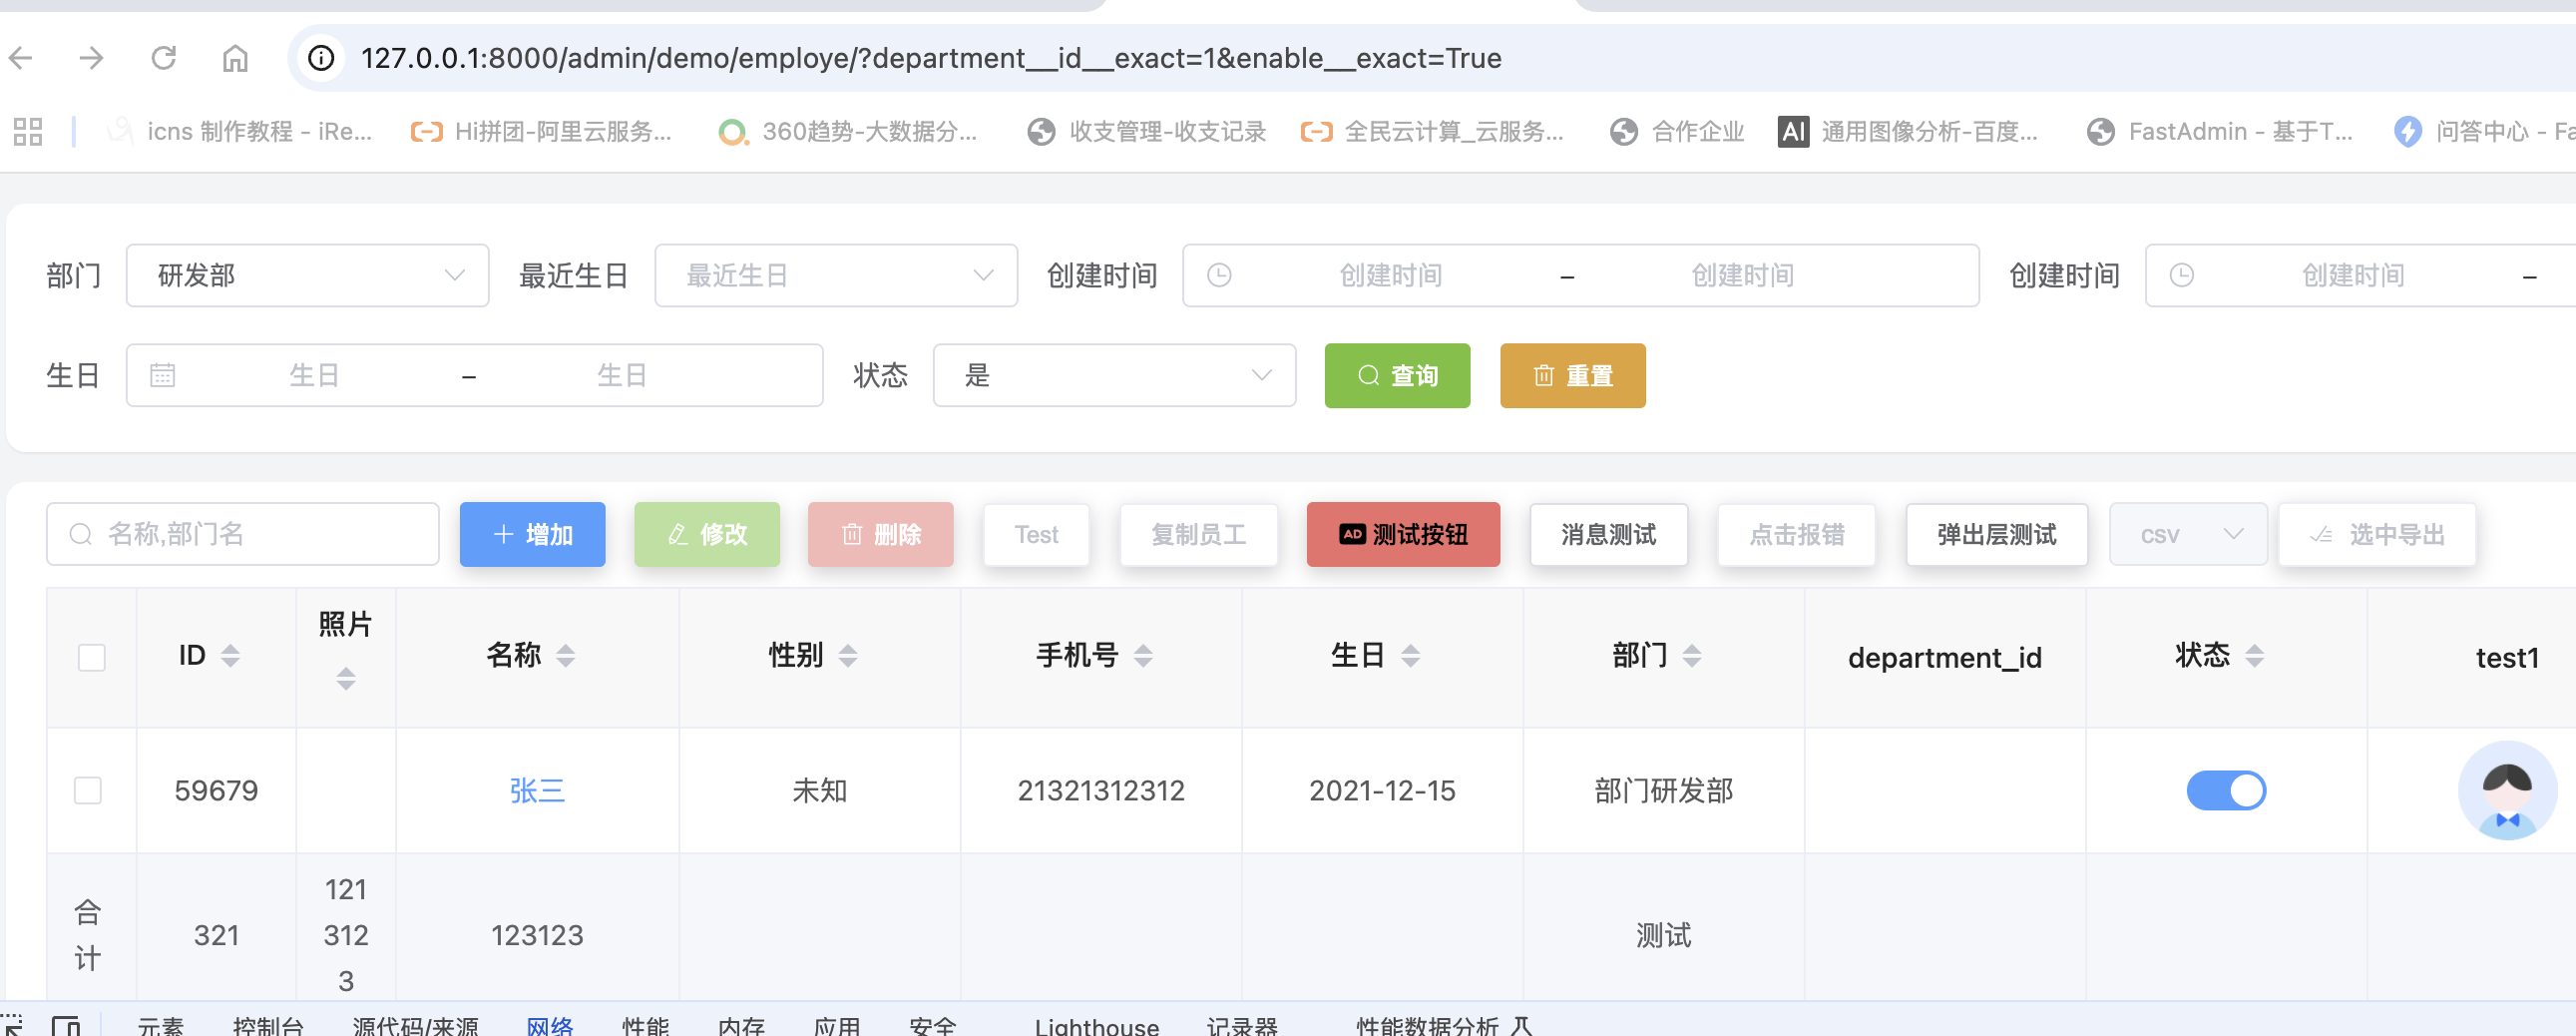 127.0.0.1:8000/admin/demo/employe/?department__id__exact=1&enable__exact=True
icns 制作教程 - iRe... Hi拼团-阿里云服务... 360趋势-大数据分... 收支管理-收支记录 全民云计算_云服务... 合作企业 AI 通用图像分析-百度... FastAdmin - 基于T... 问答中心 - Fa
部门 研发部 最近生日 最近生日 创建时间 创建时间 – 创建时间 创建时间 创建时间 –
生日 生日 – 生日 状态 是 查询 重置
名称,部门名 增加 修改 删除 Test 复制员工 AD 测试按钮 消息测试 点击报错 弹出层测试 csv 选中导出
ID 照片 名称 性别 手机号 生日 部门 department_id 状态 test1
59679 张三 未知 21321312312 2021-12-15 部门研发部
合计 321 1213123 123123 测试
元素 控制台 源代码/来源 网络 性能 内存 应用 安全 Lighthouse 记录器 性能数据分析